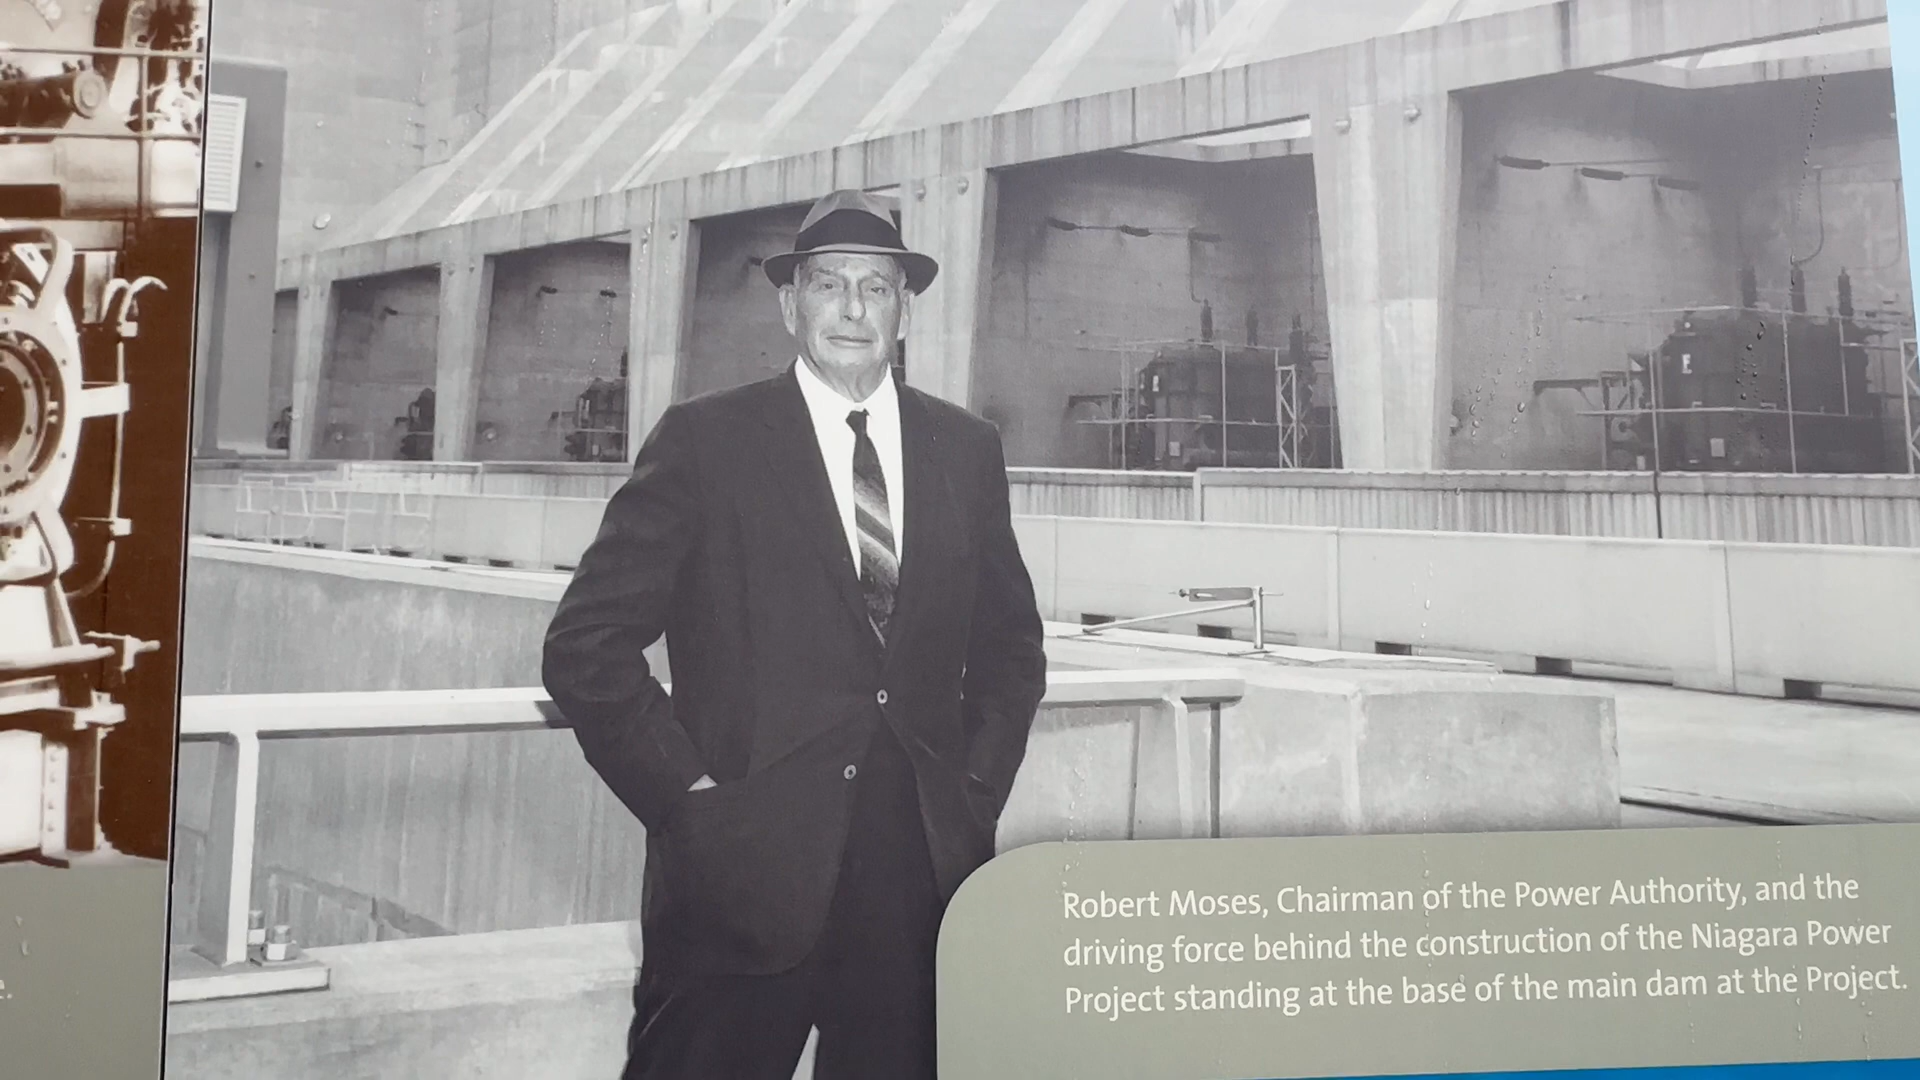 Robert Moses, Chairman of the Power Authority, and the
driving force behind the construction of the Niagara Power
Project standing at the base of the main dam at the Project.